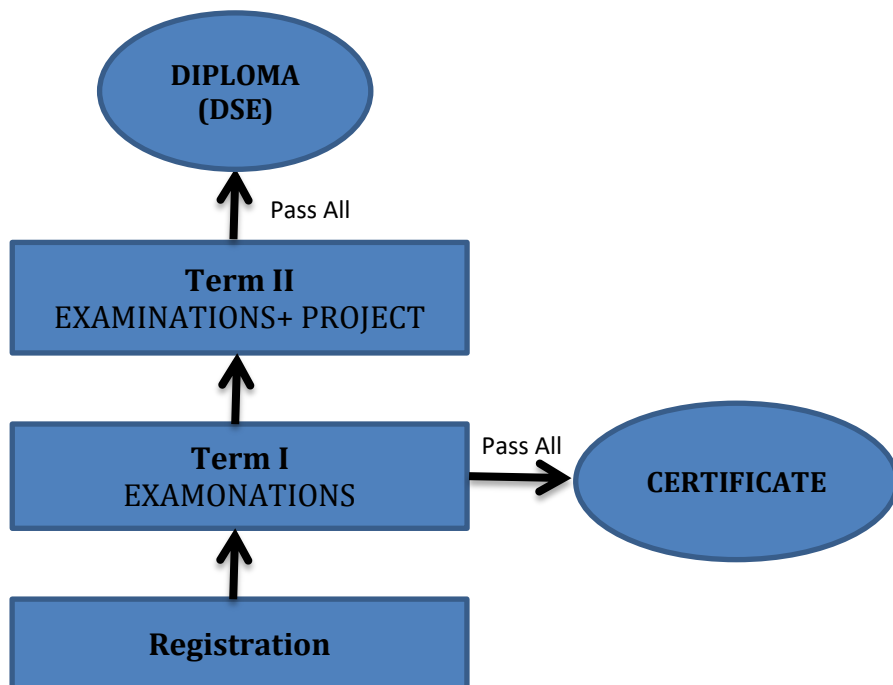 DIPLOMA
(DSE)
Pass All
Term II
EXAMINATIONS+ PROJECT
Term I
EXAMONATIONS
Pass All
CERTIFICATE
Registration